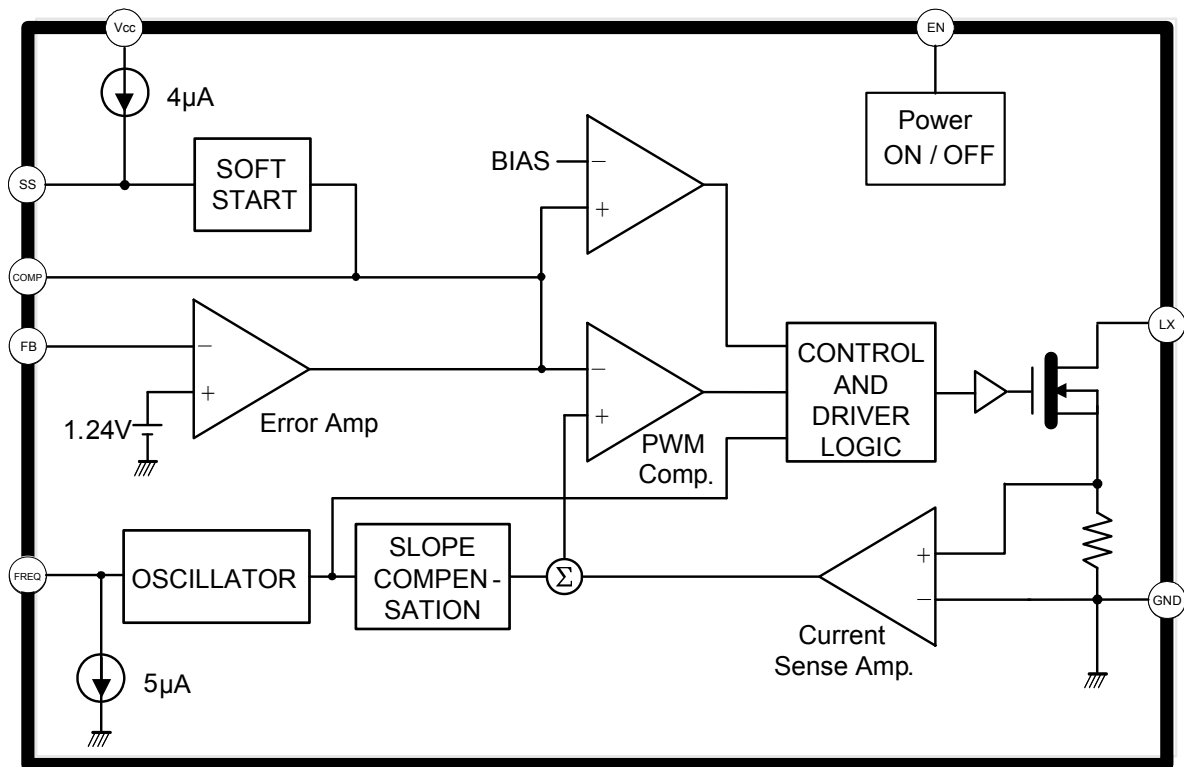 Vcc
EN
4µA
Power
ON / OFF
BIAS
−
+
SS
SOFT
START
COMP
FB
−
+
1.24V
Error Amp
−
+
PWM
Comp.
CONTROL
AND
DRIVER
LOGIC
LX
FREQ
OSCILLATOR
SLOPE
COMPEN -
SATION
Σ
+
−
Current
Sense Amp.
GND
5µA